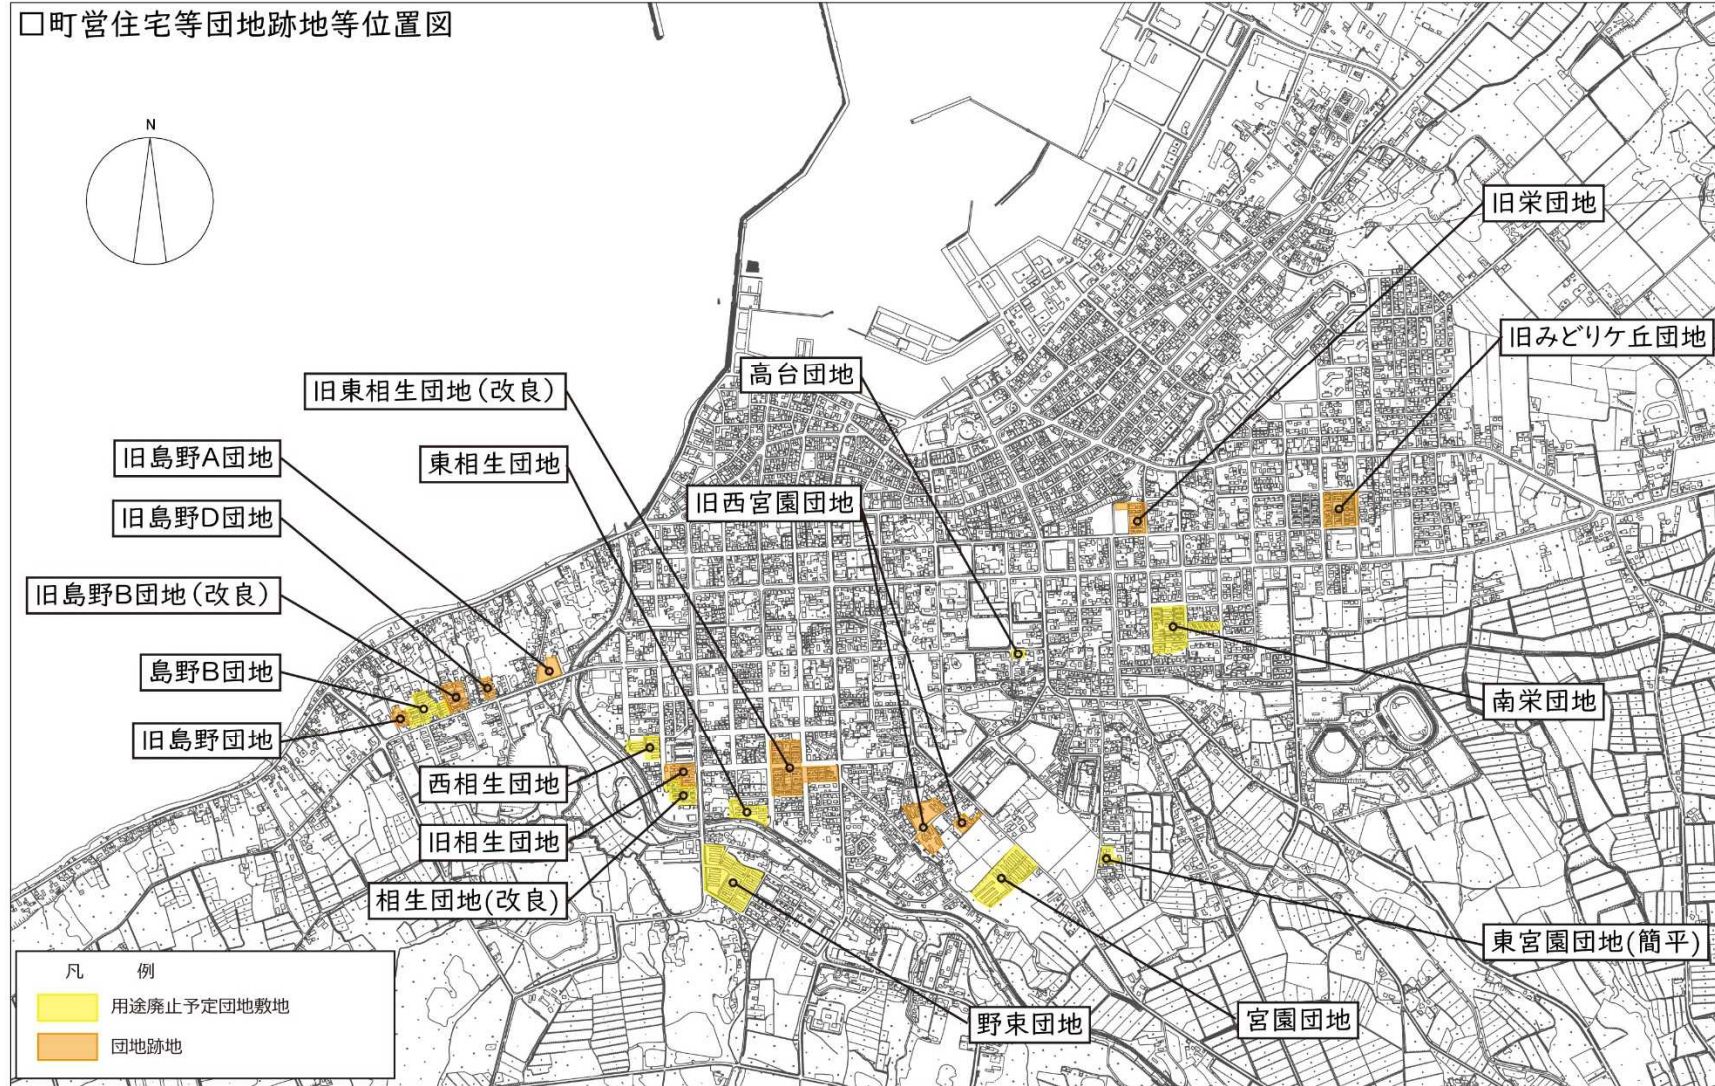 □町営住宅等団地跡地等位置図
N
旧栄団地
旧みどりケ丘団地
高台団地
旧東相生団地(改良)
旧島野A団地
東相生団地
旧西宮園団地
旧島野D団地
旧島野B団地(改良)
島野B団地
南栄団地
旧島野団地
西相生団地
旧相生団地
相生団地(改良)
東宮園団地(簡平)
野束団地
宮園団地
凡 例
用途廃止予定団地敷地
団地跡地